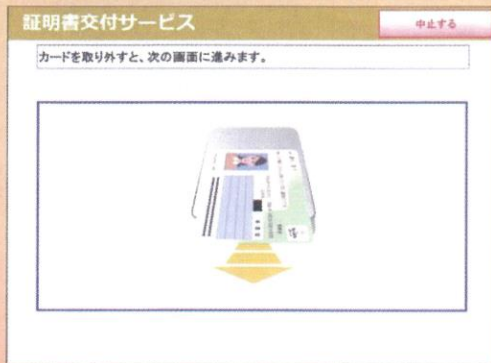 証明書交付サービス
中止する
カードを取り外すと、次の画面に進みます。